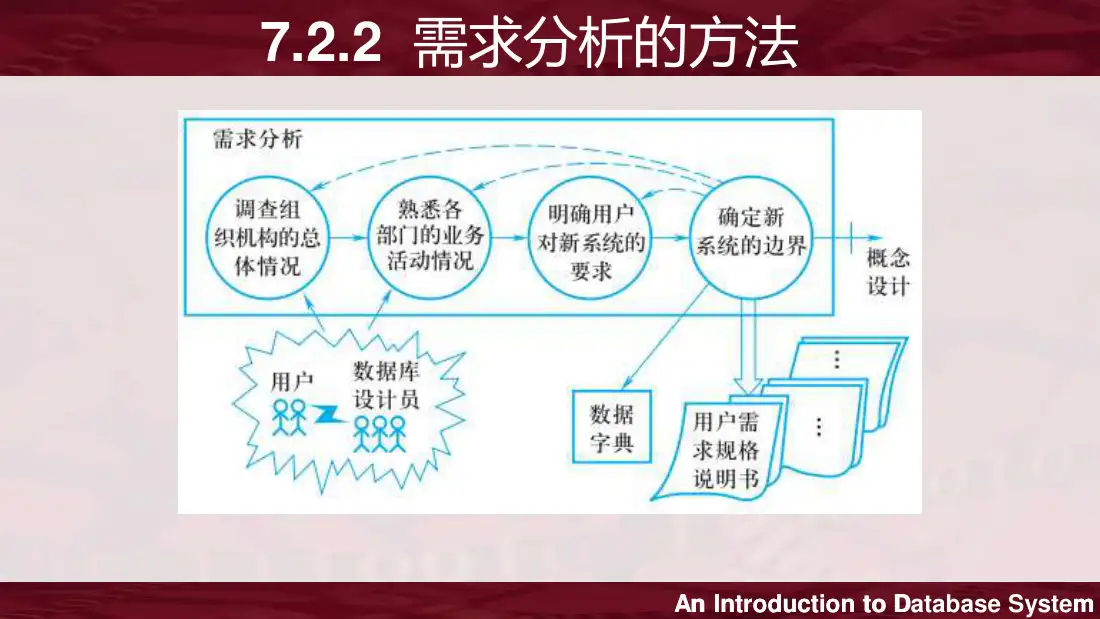 7.2.2 需求分析的方法
需求分析
调查组
织机构的总
体情况
熟悉各
部门的业务
活动情况
明确用户
对新系统的
要求
确定新
系统的边界
概念
设计
用户
数据库
设计员
数据
字典
用户需
求规格
说明书
⋮
⋮
An Introduction to Database System